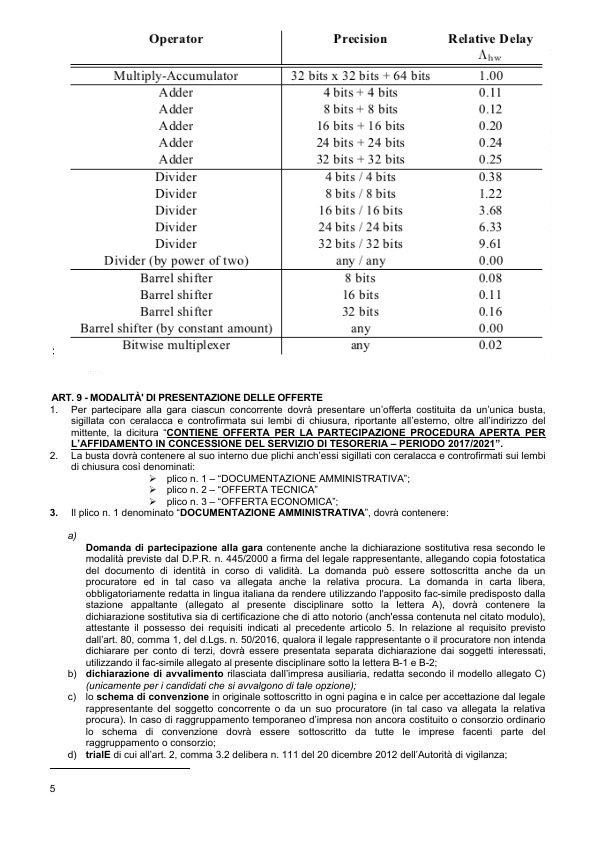 Operator Precision Relative Delay
Λhw
Multiply-Accumulator 32 bits x 32 bits + 64 bits 1.00
Adder 4 bits + 4 bits 0.11
Adder 8 bits + 8 bits 0.12
Adder 16 bits + 16 bits 0.20
Adder 24 bits + 24 bits 0.24
Adder 32 bits + 32 bits 0.25
Divider 4 bits / 4 bits 0.38
Divider 8 bits / 8 bits 1.22
Divider 16 bits / 16 bits 3.68
Divider 24 bits / 24 bits 6.33
Divider 32 bits / 32 bits 9.61
Divider (by power of two) any / any 0.00
Barrel shifter 8 bits 0.08
Barrel shifter 16 bits 0.11
Barrel shifter 32 bits 0.16
Barrel shifter (by constant amount) any 0.00
Bitwise multiplexer any 0.02
:
ART. 9 - MODALITÀ' DI PRESENTAZIONE DELLE OFFERTE
1. Per partecipare alla gara ciascun concorrente dovrà presentare un'offerta costituita da un'unica busta,
sigillata con ceralacca e controfirmata sui lembi di chiusura, riportante all'esterno, oltre all'indirizzo del
mittente, la dicitura “CONTIENE OFFERTA PER LA PARTECIPAZIONE PROCEDURA APERTA PER
L'AFFIDAMENTO IN CONCESSIONE DEL SERVIZIO DI TESORERIA – PERIODO 2017/2021”.
2. La busta dovrà contenere al suo interno due plichi anch'essi sigillati con ceralacca e controfirmati sui lembi
di chiusura così denominati:
➢ plico n. 1 – “DOCUMENTAZIONE AMMINISTRATIVA”;
➢ plico n. 2 – “OFFERTA TECNICA”
➢ plico n. 3 – “OFFERTA ECONOMICA”;
3. Il plico n. 1 denominato “DOCUMENTAZIONE AMMINISTRATIVA”, dovrà contenere:
a)
Domanda di partecipazione alla gara contenente anche la dichiarazione sostitutiva resa secondo le
modalità previste dal D.P.R. n. 445/2000 a firma del legale rappresentante, allegando copia fotostatica
del documento di identità in corso di validità. La domanda può essere sottoscritta anche da un
procuratore ed in tal caso va allegata anche la relativa procura. La domanda in carta libera,
obbligatoriamente redatta in lingua italiana da rendere utilizzando l'apposito fac-simile predisposto dalla
stazione appaltante (allegato al presente disciplinare sotto la lettera A), dovrà contenere la
dichiarazione sostitutiva sia di certificazione che di atto notorio (anch'essa contenuta nel citato modulo),
attestante il possesso dei requisiti indicati al precedente articolo 5. In relazione al requisito previsto
dall'art. 80, comma 1, del d.Lgs. n. 50/2016, qualora il legale rappresentante o il procuratore non intenda
dichiarare per conto di terzi, dovrà essere presentata separata dichiarazione dai soggetti interessati,
utilizzando il fac-simile allegato al presente disciplinare sotto la lettera B-1 e B-2;
b) dichiarazione di avvalimento rilasciata dall'impresa ausiliaria, redatta secondo il modello allegato C)
(unicamente per i candidati che si avvalgono di tale opzione);
c) lo schema di convenzione in originale sottoscritto in ogni pagina e in calce per accettazione dal legale
rappresentante del soggetto concorrente o da un suo procuratore (in tal caso va allegata la relativa
procura). In caso di raggruppamento temporaneo d'impresa non ancora costituito o consorzio ordinario
lo schema di convenzione dovrà essere sottoscritto da tutte le imprese facenti parte del
raggruppamento o consorzio;
d) trialE di cui all'art. 2, comma 3.2 delibera n. 111 del 20 dicembre 2012 dell'Autorità di vigilanza;
5